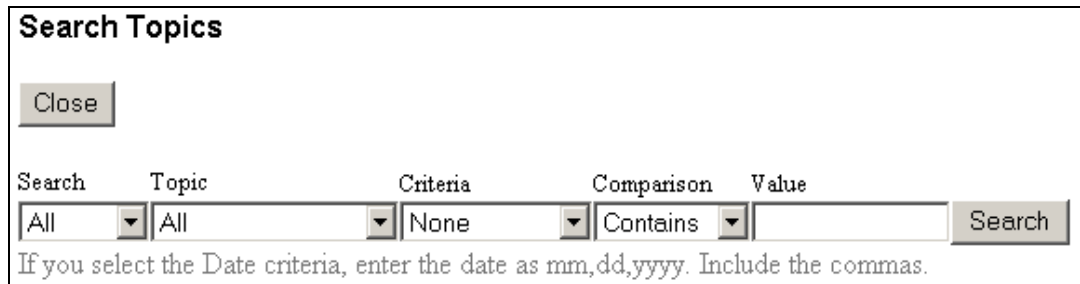 Search Topics
Close
Search Topic Criteria Comparison Value
All All None Contains Search
If you select the Date criteria, enter the date as mm,dd,yyyy. Include the commas.